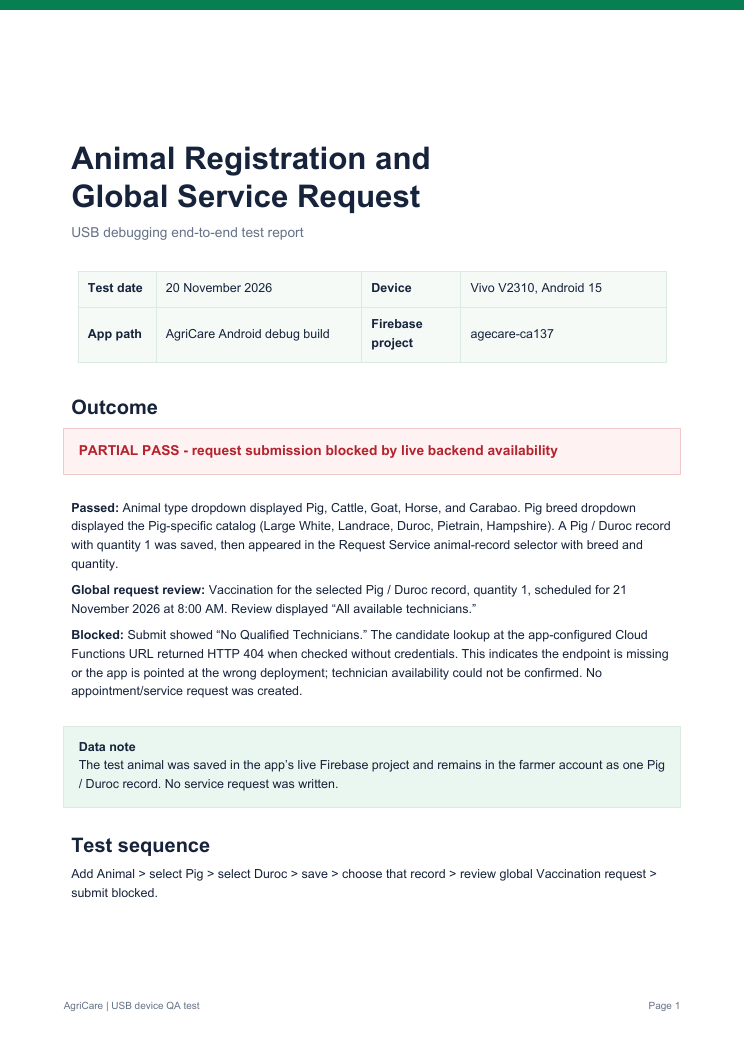 Animal Registration and
Global Service Request
USB debugging end-to-end test report
Test date 20 November 2026 Device Vivo V2310, Android 15
App path AgriCare Android debug build Firebase project agecare-ca137
Outcome
PARTIAL PASS - request submission blocked by live backend availability
Passed: Animal type dropdown displayed Pig, Cattle, Goat, Horse, and Carabao. Pig breed dropdown
displayed the Pig-specific catalog (Large White, Landrace, Duroc, Pietrain, Hampshire). A Pig / Duroc record
with quantity 1 was saved, then appeared in the Request Service animal-record selector with breed and
quantity.
Global request review: Vaccination for the selected Pig / Duroc record, quantity 1, scheduled for 21
November 2026 at 8:00 AM. Review displayed “All available technicians.”
Blocked: Submit showed “No Qualified Technicians.” The candidate lookup at the app-configured Cloud
Functions URL returned HTTP 404 when checked without credentials. This indicates the endpoint is missing
or the app is pointed at the wrong deployment; technician availability could not be confirmed. No
appointment/service request was created.
Data note
The test animal was saved in the app’s live Firebase project and remains in the farmer account as one Pig
/ Duroc record. No service request was written.
Test sequence
Add Animal > select Pig > select Duroc > save > choose that record > review global Vaccination request >
submit blocked.
AgriCare | USB device QA test Page 1